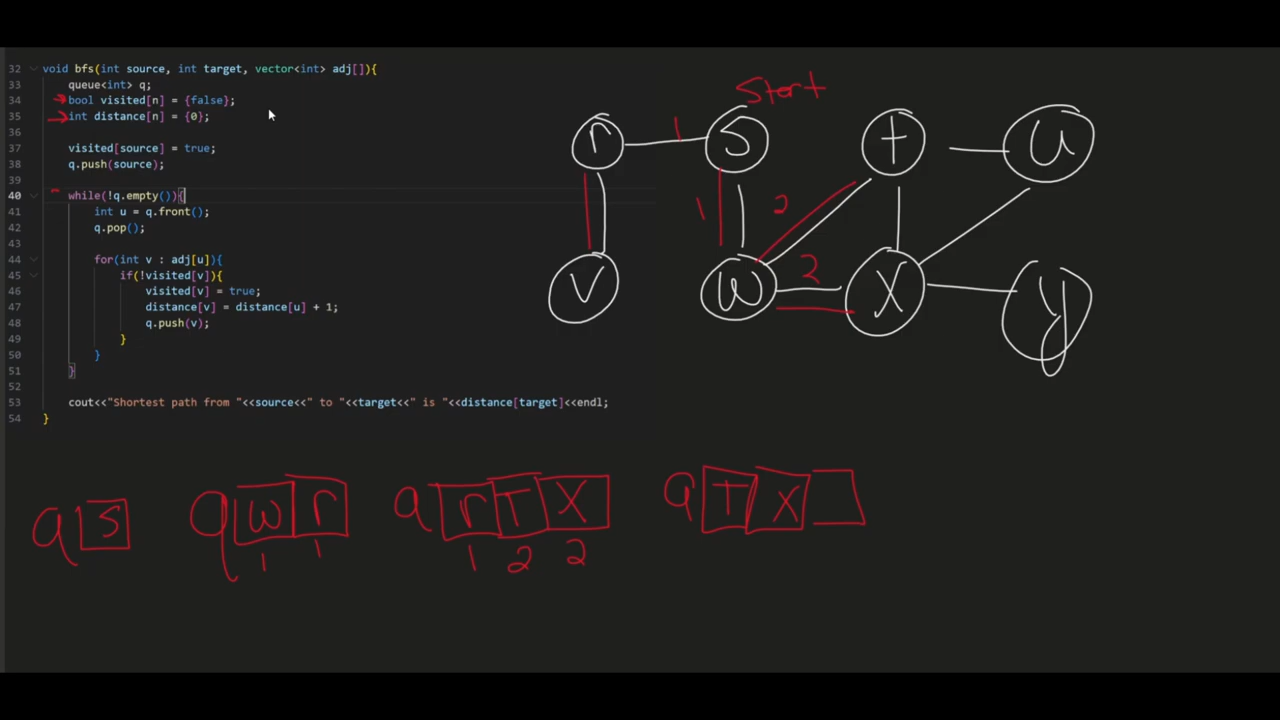 32 void bfs(int source, int target, vector<int> adj[]){
33 queue<int> q;
34 bool visited[n] = {false};
35 int distance[n] = {0};
36
37 visited[source] = true;
38 q.push(source);
39
40 while(!q.empty()){
41 int u = q.front();
42 q.pop();
43
44 for(int v : adj[u]){
45 if(!visited[v]){
46 visited[v] = true;
47 distance[v] = distance[u] + 1;
48 q.push(v);
49 }
50 }
51 }
52
53 cout<<"Shortest path from "<<source<<" to "<<target<<" is "<<distance[target]<<endl;
54 }
Start
r 1 S t u
1 2 2
v w x y
q S
q w r
1 1
q r T X
1 2 2
q T X